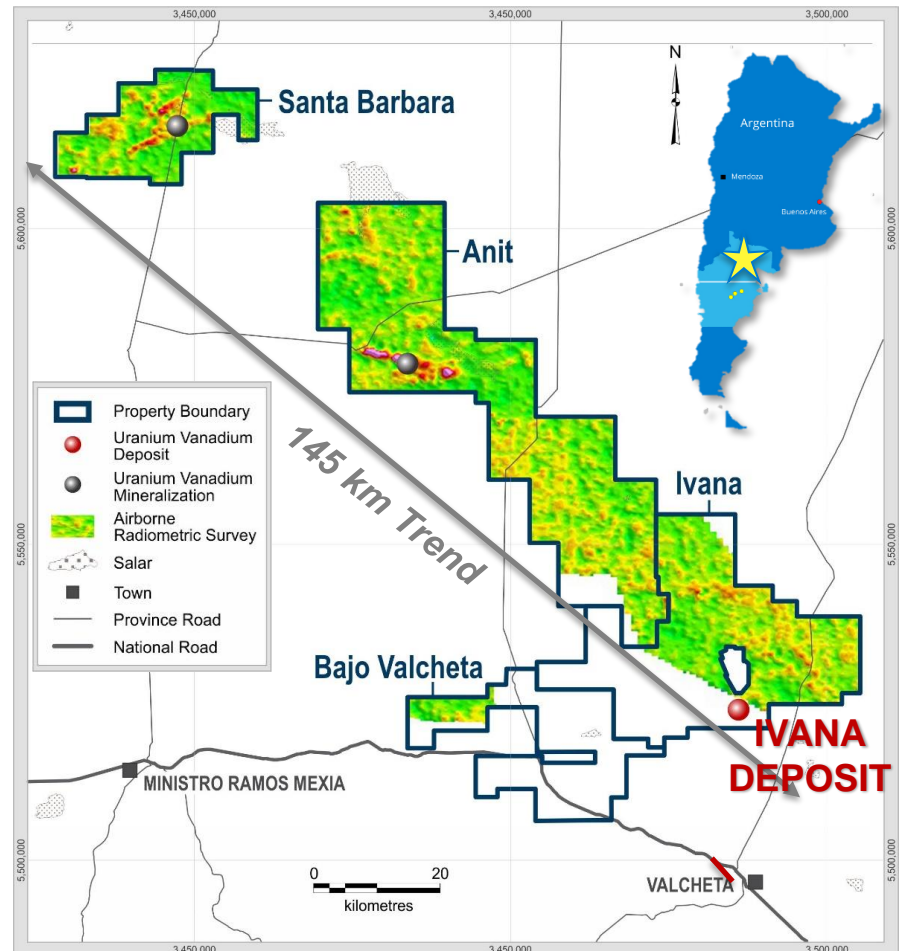 3,450,000
3,450,000
3,500,000
Santa Barbara
N
Argentina
Mendoza
Buenos Aires
5,600,000
5,600,000
Anit
Property Boundary
Uranium Vanadium
Deposit
Uranium Vanadium
Mineralization
Airborne
Radiometric Survey
Salar
Town
Province Road
National Road
145 km Trend
Ivana
5,550,000
5,550,000
Bajo Valcheta
IVANA
DEPOSIT
MINISTRO RAMOS MEXIA
5,500,000
5,500,000
0
20
kilometres
VALCHETA
3,450,000
3,450,000
3,500,000